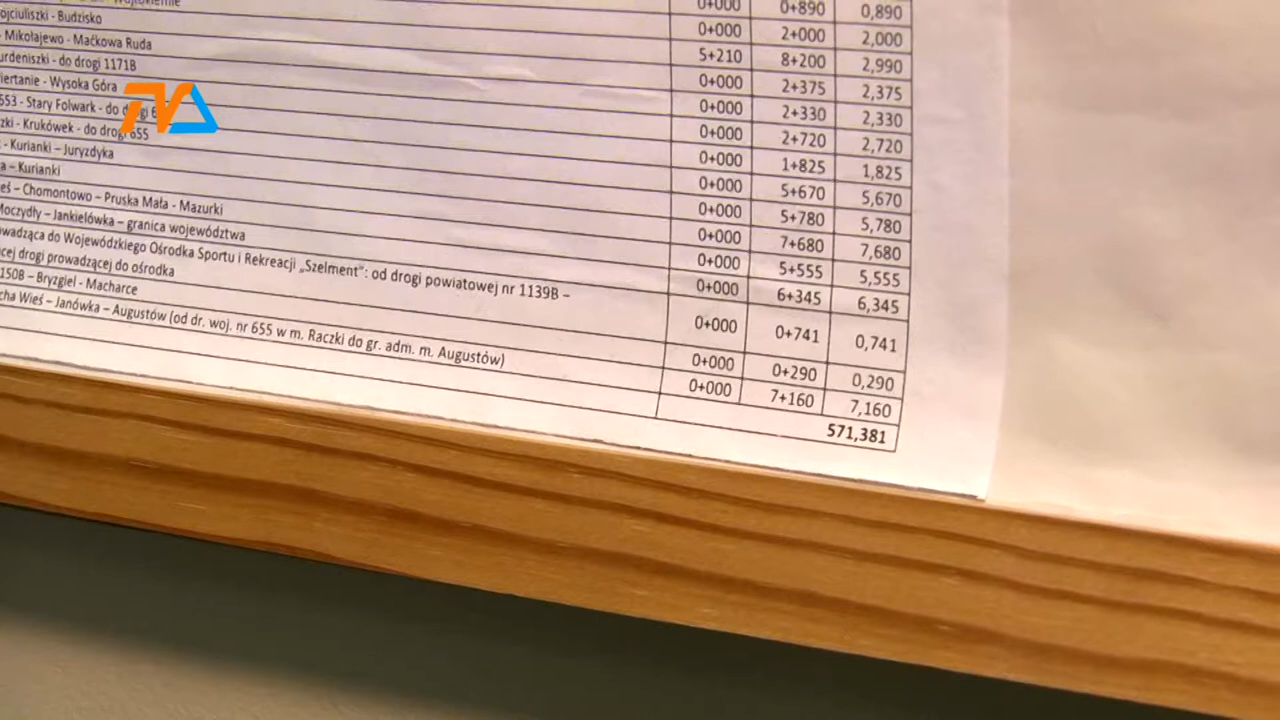 0+000 0+890 0,890
0+000 2+000 2,000
ojciuliszki - Budzisko 5+210 8+200 2,990
- Mikołajewo - Maćkowa Ruda 0+000 2+375 2,375
urdeniszki - do drogi 1171B 0+000 2+330 2,330
iertanie - Wysoka Góra 0+000 2+720 2,720
653 - Stary Folwark - do drogi 6 0+000 1+825 1,825
zki - Krukówek - do drogi 655 0+000 5+670 5,670
- Kurianki – Juryzdyka 0+000 5+780 5,780
a – Kurianki 0+000 7+680 7,680
eś – Chomontowo – Pruska Mała - Mazurki 0+000 5+555 5,555
Moczydły – Jankielówka – granica województwa 0+000 6+345 6,345
wadząca do Wojewódzkiego Ośrodka Sportu i Rekreacji „Szelment”: od drogi powiatowej nr 1139B –
cej drogi prowadzącej do ośrodka 0+000 0+741 0,741
150B – Bryzgiel - Macharce 0+000 0+290 0,290
cha Wieś – Janówka – Augustów (od dr. woj. nr 655 w m. Raczki do gr. adm. m. Augustów) 0+000 7+160 7,160
571,381